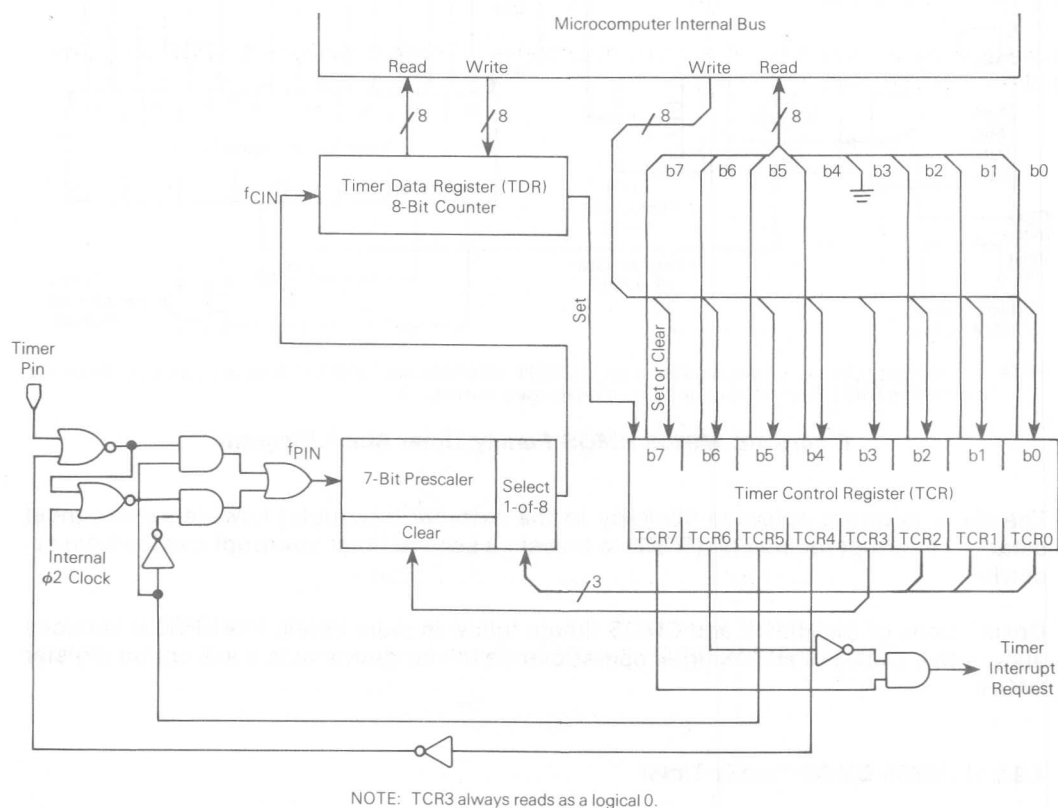 Microcomputer Internal Bus
Read Write Write Read
8 8 8 8
b7 b6 b5 b4 b3 b2 b1 b0
Timer Data Register (TDR)
8-Bit Counter
fCIN
Set
Set or Clear
Timer
Pin
fPIN
7-Bit Prescaler
Clear
Select
1-of-8
Internal
ϕ2 Clock
b7 b6 b5 b4 b3 b2 b1 b0
Timer Control Register (TCR)
TCR7 TCR6 TCR5 TCR4 TCR3 TCR2 TCR1 TCR0
3
Timer
Interrupt
Request
NOTE: TCR3 always reads as a logical 0.